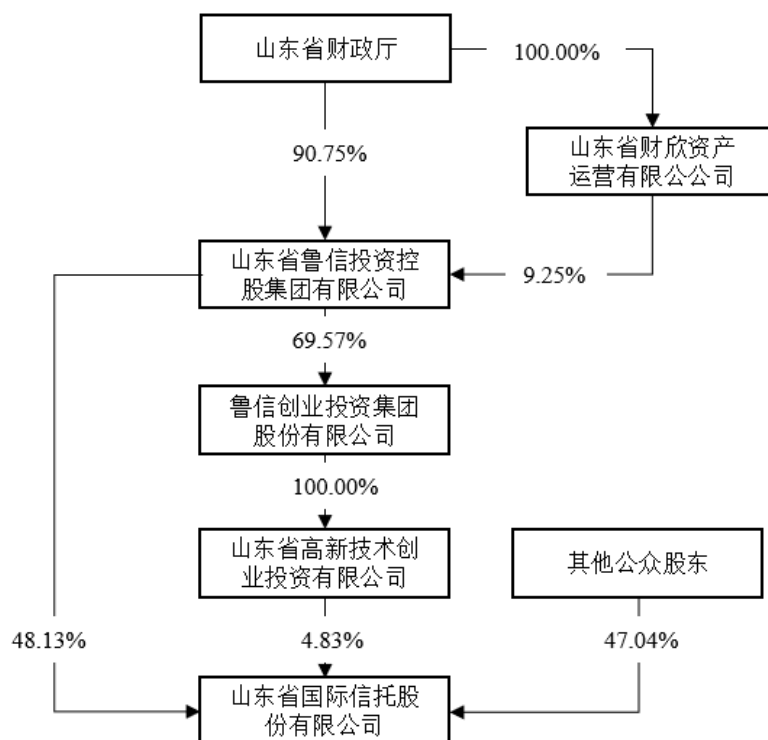 山东省财政厅
100.00%
90.75%
山东省财欣资产
运营有限公公司
山东省鲁信投资控
股集团有限公司
9.25%
69.57%
鲁信创业投资集团
股份有限公司
100.00%
山东省高新技术创
业投资有限公司
其他公众股东
48.13%
4.83%
47.04%
山东省国际信托股
份有限公司